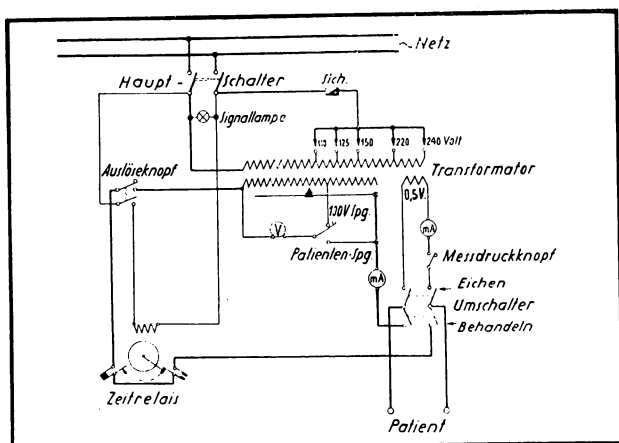 ~Netz
Haupt - Schalter
Sich.
Signallampe
110 125 150 220 240 Volt
Transformator
Auslöseknopf
0,5V.
100V Spg.
V
mA
Patienten-Spg.
mA
Messdruckknopf
Eichen
Umschalter
Behandeln
Zeitrelais
Patient